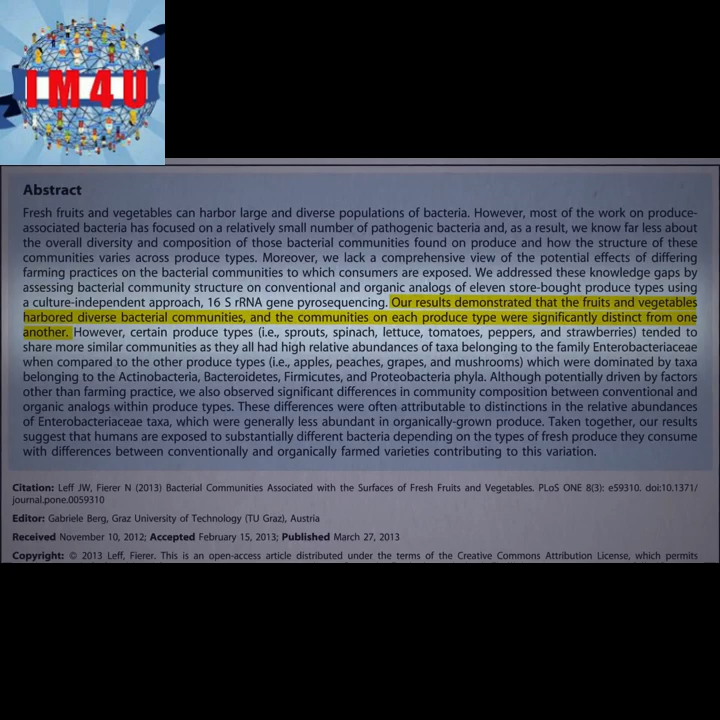 IM4U
Abstract
Fresh fruits and vegetables can harbor large and diverse populations of bacteria. However, most of the work on produce-
associated bacteria has focused on a relatively small number of pathogenic bacteria and, as a result, we know far less about
the overall diversity and composition of those bacterial communities found on produce and how the structure of these
communities varies across produce types. Moreover, we lack a comprehensive view of the potential effects of differing
farming practices on the bacterial communities to which consumers are exposed. We addressed these knowledge gaps by
assessing bacterial community structure on conventional and organic analogs of eleven store-bought produce types using
a culture-independent approach, 16 S rRNA gene pyrosequencing. Our results demonstrated that the fruits and vegetables
harbored diverse bacterial communities, and the communities on each produce type were significantly distinct from one
another. However, certain produce types (i.e., sprouts, spinach, lettuce, tomatoes, peppers, and strawberries) tended to
share more similar communities as they all had high relative abundances of taxa belonging to the family Enterobacteriaceae
when compared to the other produce types (i.e., apples, peaches, grapes, and mushrooms) which were dominated by taxa
belonging to the Actinobacteria, Bacteroidetes, Firmicutes, and Proteobacteria phyla. Although potentially driven by factors
other than farming practice, we also observed significant differences in community composition between conventional and
organic analogs within produce types. These differences were often attributable to distinctions in the relative abundances
of Enterobacteriaceae taxa, which were generally less abundant in organically-grown produce. Taken together, our results
suggest that humans are exposed to substantially different bacteria depending on the types of fresh produce they consume
with differences between conventionally and organically farmed varieties contributing to this variation.
Citation: Leff JW, Fierer N (2013) Bacterial Communities Associated with the Surfaces of Fresh Fruits and Vegetables. PLoS ONE 8(3): e59310. doi:10.1371/
journal.pone.0059310
Editor: Gabriele Berg, Graz University of Technology (TU Graz), Austria
Received November 10, 2012; Accepted February 15, 2013; Published March 27, 2013
Copyright: © 2013 Leff, Fierer. This is an open-access article distributed under the terms of the Creative Commons Attribution License, which permits